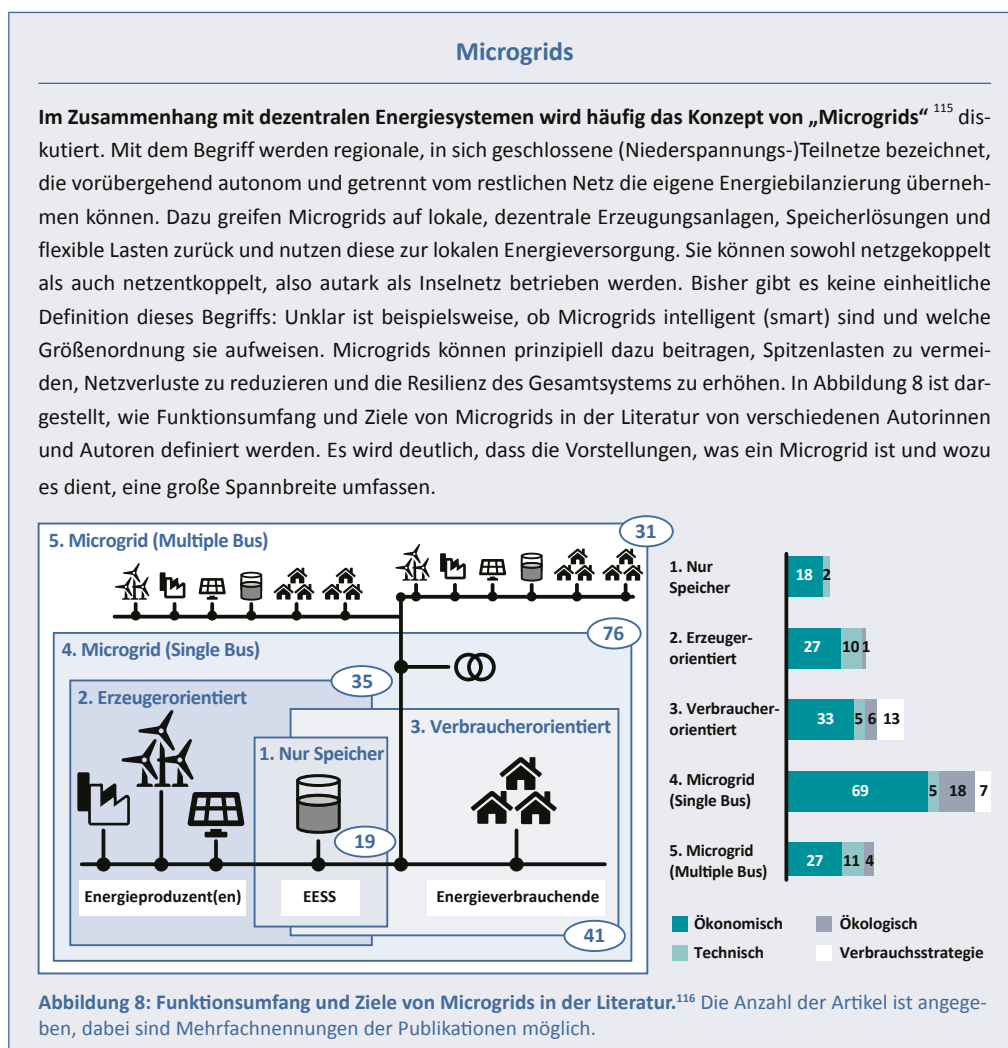 Microgrids
Im Zusammenhang mit dezentralen Energiesystemen wird häufig das Konzept von „Microgrids“ 115 dis-
kutiert. Mit dem Begriff werden regionale, in sich geschlossene (Niederspannungs-)Teilnetze bezeichnet,
die vorübergehend autonom und getrennt vom restlichen Netz die eigene Energiebilanzierung überneh-
men können. Dazu greifen Microgrids auf lokale, dezentrale Erzeugungsanlagen, Speicherlösungen und
flexible Lasten zurück und nutzen diese zur lokalen Energieversorgung. Sie können sowohl netzgekoppelt
als auch netzentkoppelt, also autark als Inselnetz betrieben werden. Bisher gibt es keine einheitliche
Definition dieses Begriffs: Unklar ist beispielsweise, ob Microgrids intelligent (smart) sind und welche
Größenordnung sie aufweisen. Microgrids können prinzipiell dazu beitragen, Spitzenlasten zu vermei-
den, Netzverluste zu reduzieren und die Resilienz des Gesamtsystems zu erhöhen. In Abbildung 8 ist dar-
gestellt, wie Funktionsumfang und Ziele von Microgrids in der Literatur von verschiedenen Autorinnen
und Autoren definiert werden. Es wird deutlich, dass die Vorstellungen, was ein Microgrid ist und wozu
es dient, eine große Spannbreite umfassen.
5. Microgrid (Multiple Bus)
31
4. Microgrid (Single Bus)
76
2. Erzeugerorientiert
35
3. Verbraucherorientiert
1. Nur Speicher
19
Energieproduzent(en)
EESS
Energieverbrauchende
41
1. Nur
Speicher
18 2
2. Erzeuger-
orientiert
27 10 1
3. Verbraucher-
orientiert
33 5 6 13
4. Microgrid
(Single Bus)
69 5 18 7
5. Microgrid
(Multiple Bus)
27 11 4
Ökonomisch
Ökologisch
Technisch
Verbrauchsstrategie
Abbildung 8: Funktionsumfang und Ziele von Microgrids in der Literatur.116 Die Anzahl der Artikel ist angege-
ben, dabei sind Mehrfachnennungen der Publikationen möglich.